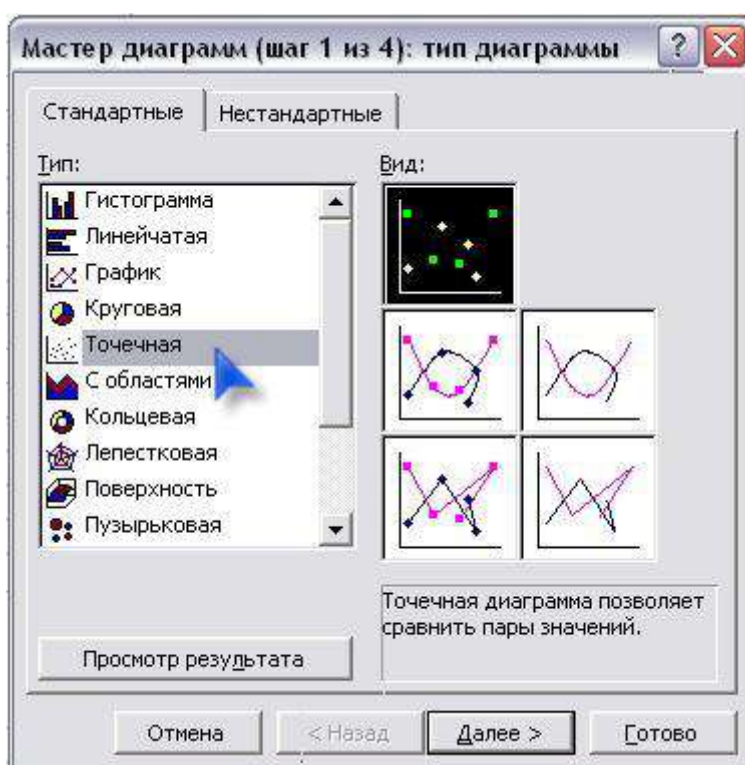 Мастер диаграмм (шаг 1 из 4): тип диаграммы
Стандартные
Нестандартные
Тип:
Вид:
Гистограмма
Линейчатая
График
Круговая
Точечная
С областями
Кольцевая
Лепестковая
Поверхность
Пузырьковая
Точечная диаграмма позволяет
сравнить пары значений.
Просмотр результата
Отмена
< Назад
Далее >
Готово